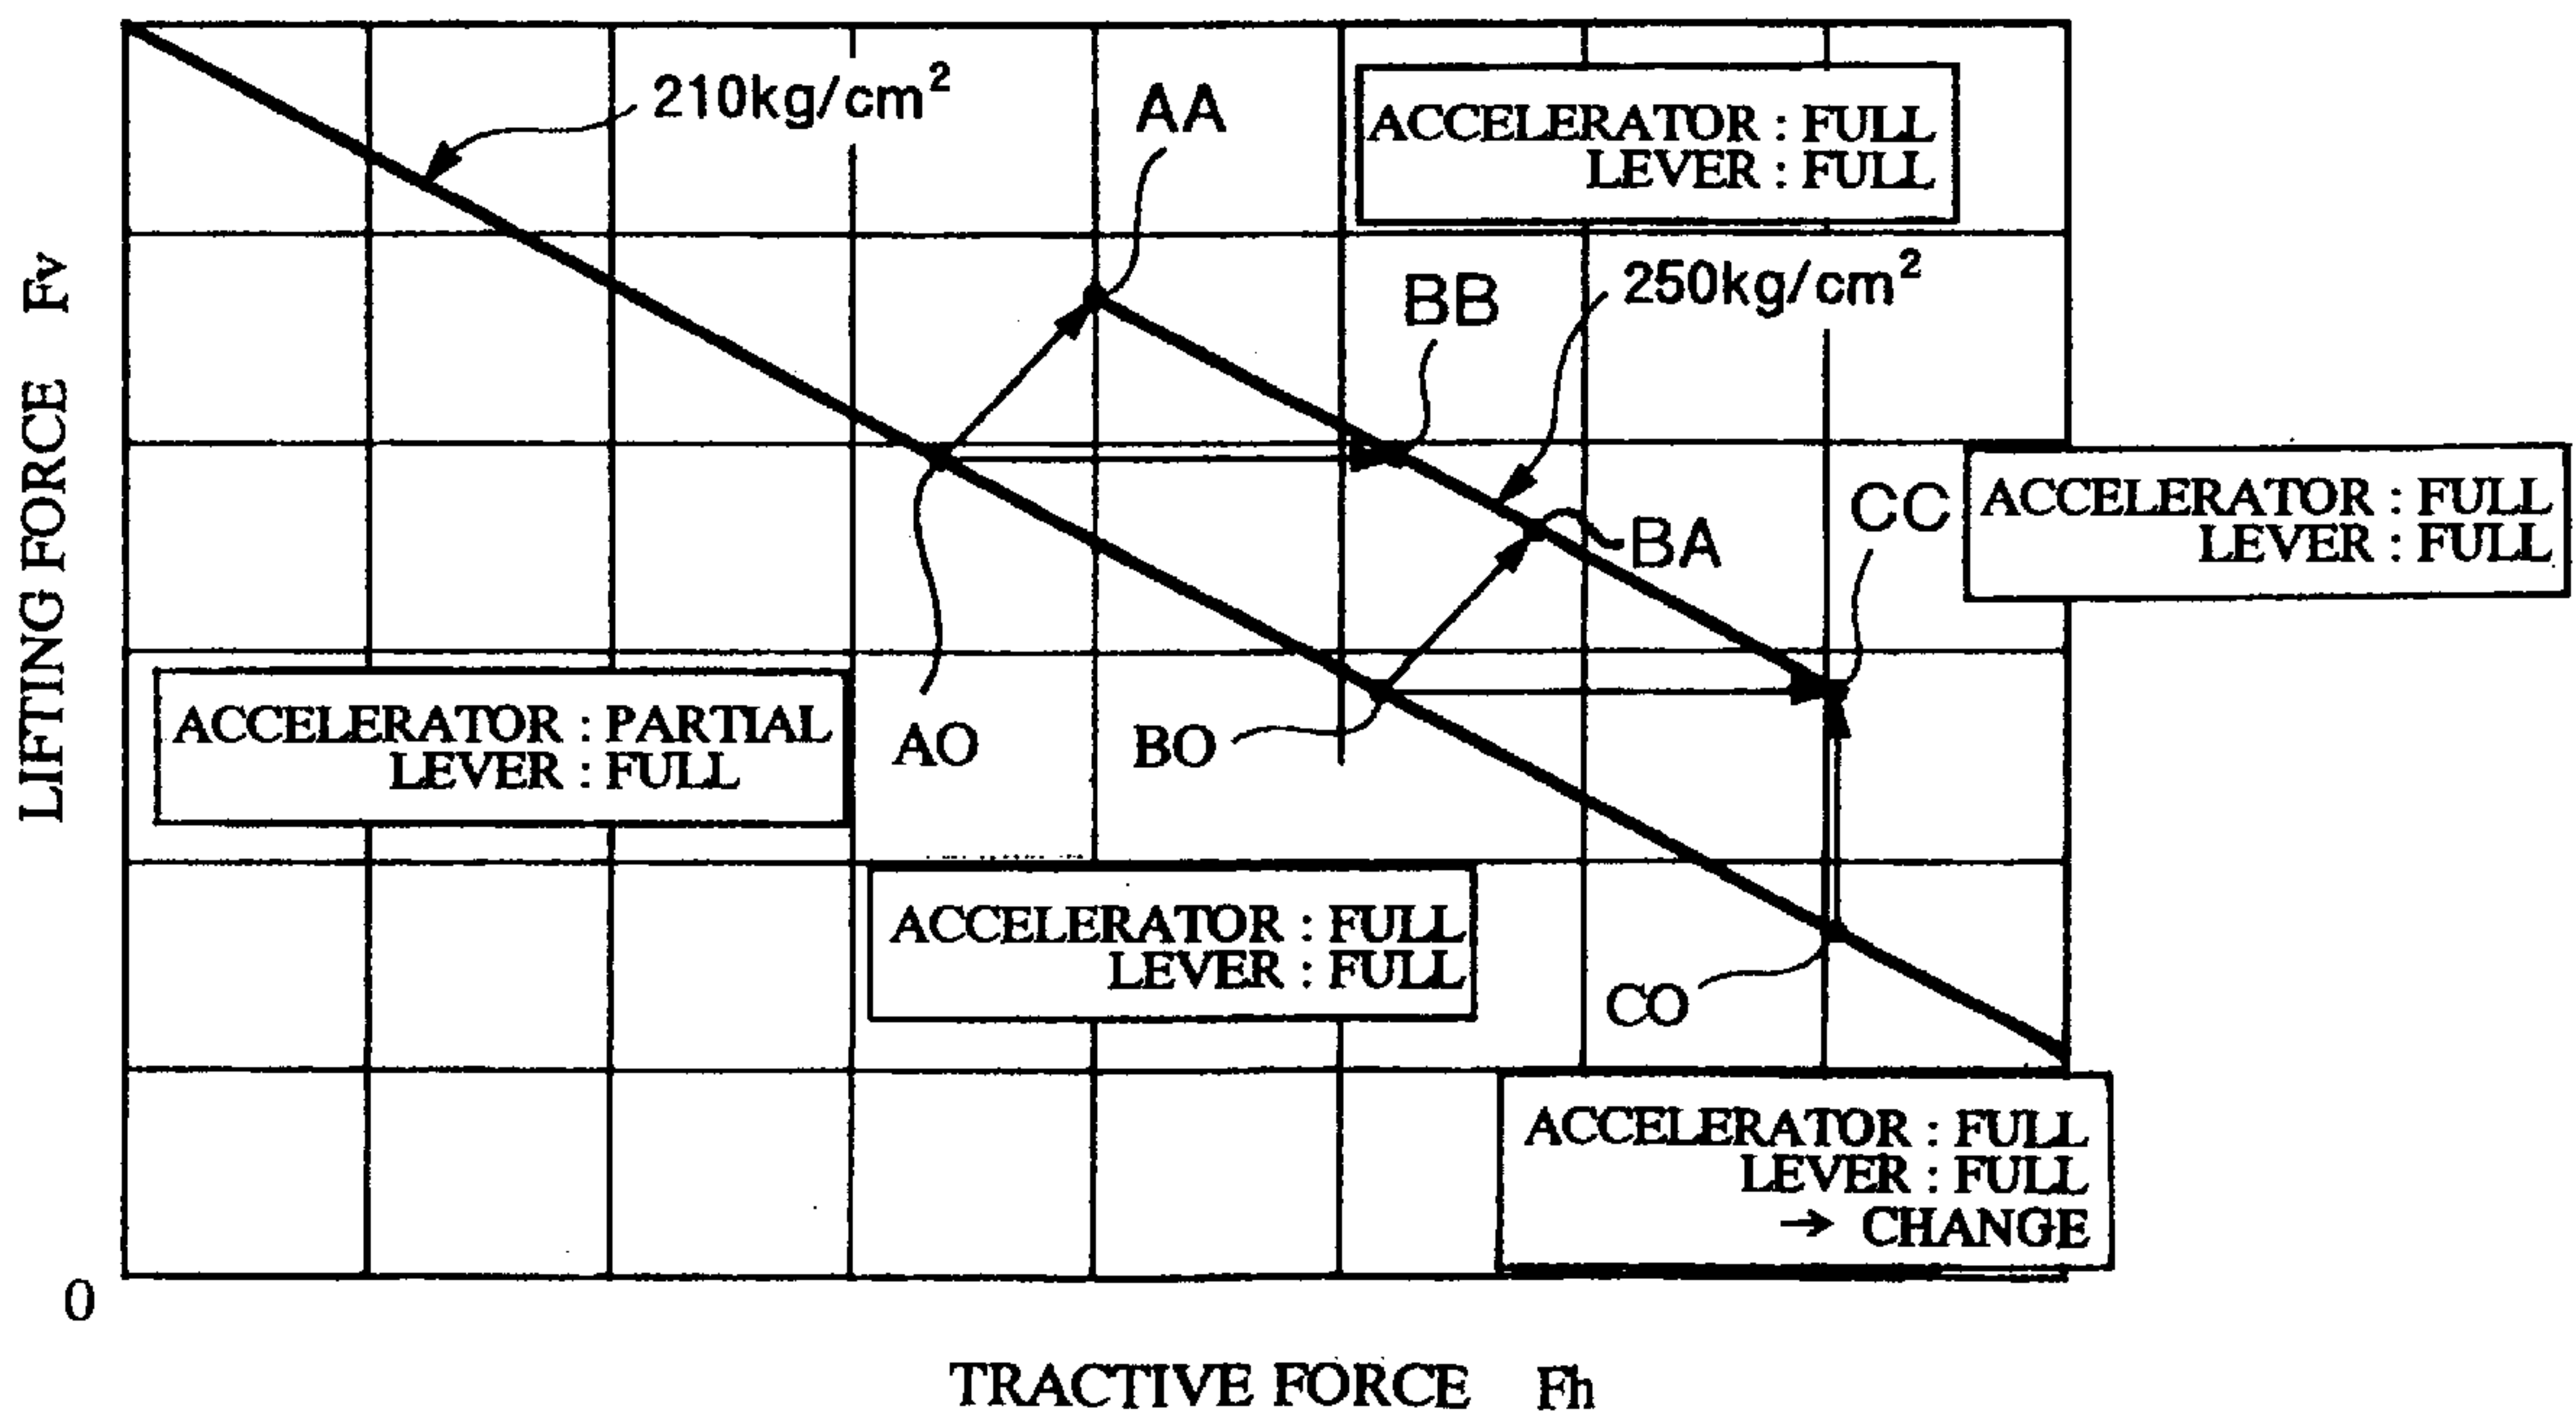 210kg/cm²
AA
ACCELERATOR : FULL
LEVER : FULL
250kg/cm²
BB
CC
BA
ACCELERATOR : FULL
LEVER : FULL
LIFTING FORCE Fv
ACCELERATOR : PARTIAL
LEVER : FULL
AO
BO
ACCELERATOR : FULL
LEVER : FULL
CO
ACCELERATOR : FULL
LEVER : FULL
→ CHANGE
0
TRACTIVE FORCE Fh